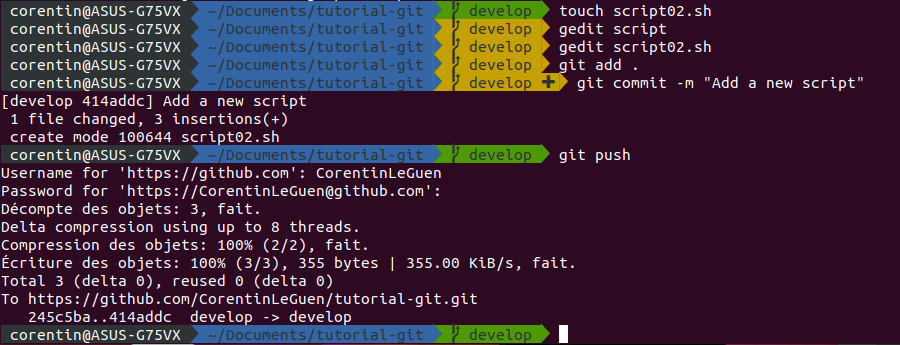 corentin@ASUS-G75VX ~/Documents/tutorial-git develop touch script02.sh
corentin@ASUS-G75VX ~/Documents/tutorial-git develop gedit script
corentin@ASUS-G75VX ~/Documents/tutorial-git develop gedit script02.sh
corentin@ASUS-G75VX ~/Documents/tutorial-git develop git add .
corentin@ASUS-G75VX ~/Documents/tutorial-git develop ✚ git commit -m "Add a new script"
[develop 414addc] Add a new script
1 file changed, 3 insertions(+)
create mode 100644 script02.sh
corentin@ASUS-G75VX ~/Documents/tutorial-git develop git push
Username for 'https://github.com': CorentinLeGuen
Password for 'https://CorentinLeGuen@github.com':
Décompte des objets: 3, fait.
Delta compression using up to 8 threads.
Compression des objets: 100% (2/2), fait.
Écriture des objets: 100% (3/3), 355 bytes | 355.00 KiB/s, fait.
Total 3 (delta 0), reused 0 (delta 0)
To https://github.com/CorentinLeGuen/tutorial-git.git
245c5ba..414addc develop -> develop
corentin@ASUS-G75VX ~/Documents/tutorial-git develop